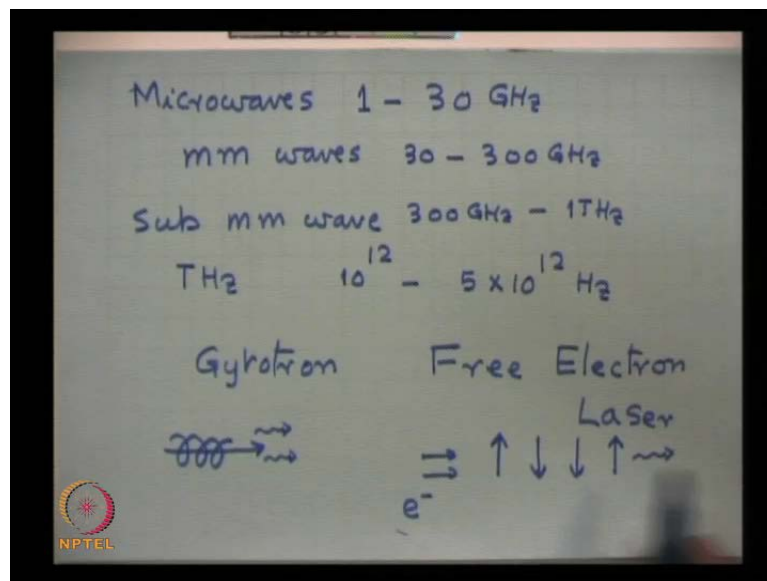 Microwaves 1 - 30 GHz
mm waves 30 - 300 GHz
Sub mm wave 300 GHz - 1 THz
THz 10^12 - 5 × 10^12 Hz
Gyrotron Free Electron
Laser
e-
NPTEL